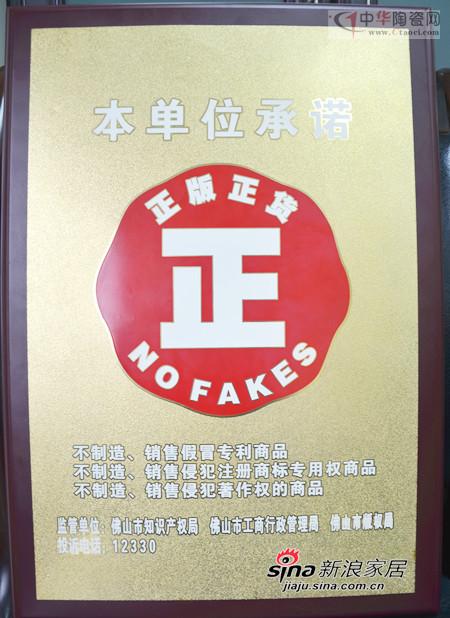 中华陶瓷网
www.Ctaoci.com
本单位承诺
正版正货
正
NO FAKES
不制造、销售假冒专利商品
不制造、销售侵犯注册商标专用权商品
不制造、销售侵犯著作权的商品
监管单位：佛山市知识产权局 佛山市工商行政管理局 佛山市版权局
投诉电话：12330
sina新浪家居
jiaju.sina.com.cn